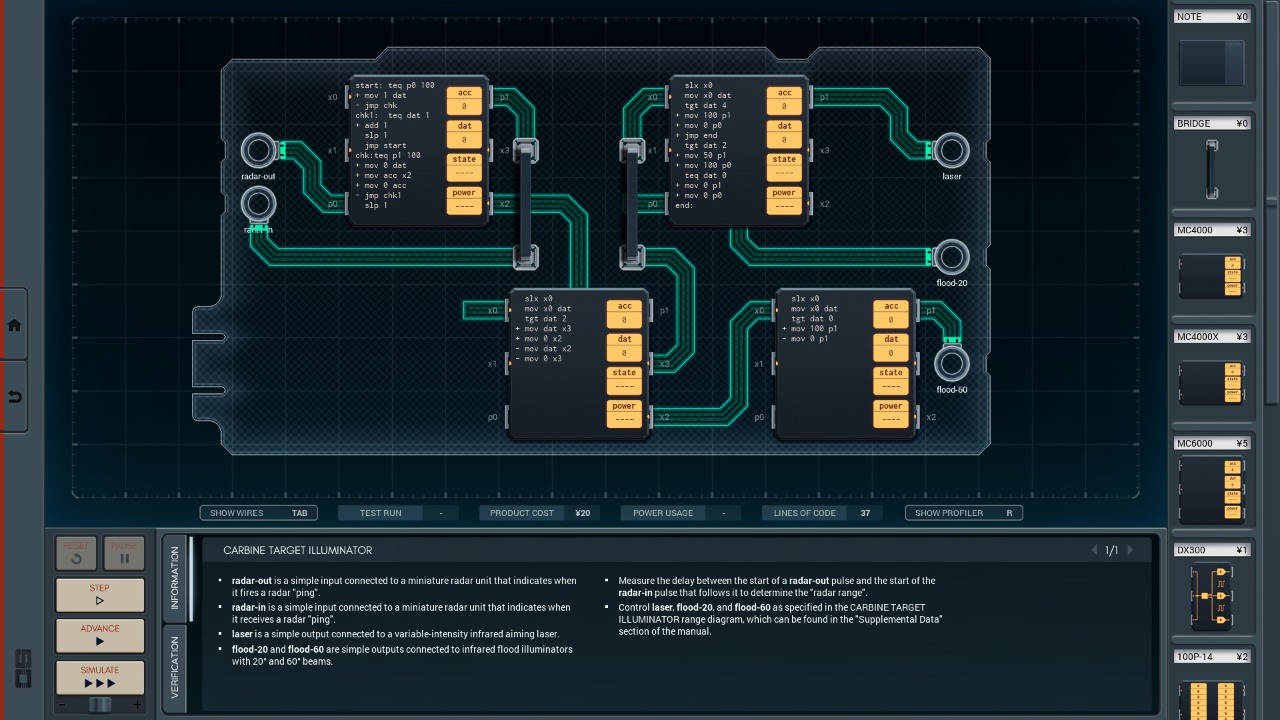 NOTE ¥0
BRIDGE ¥0
MC4000 ¥3
MC4000X ¥3
MC6000 ¥5
DX300 ¥1
100P-14 ¥2
radar-out
laser
flood-20
flood-60
start: teq p0 100
+ mov 1 dat
- jmp chk
chk1: teq dat 1
+ add 1
slp 1
jmp start
chk:teq p1 100
+ mov 0 dat
+ mov acc x2
+ mov 0 acc
jmp chk1
slp 1
acc
0
dat
0
state
----
power
----
x0
x1
p0
p1
x3
x2
slx x0
mov x0 dat
tgt dat 4
+ mov 100 p1
+ mov 0 p0
+ jmp end
tgt dat 2
+ mov 50 p1
+ mov 100 p0
teq dat 0
+ mov 0 p1
+ mov 0 p0
end:
acc
0
dat
0
state
----
power
----
x0
x1
p0
p1
x3
x2
slx x0
mov x0 dat
tgt dat 2
+ mov dat x3
+ mov 0 x2
- mov dat x2
- mov 0 x3
acc
0
dat
0
state
----
power
----
x0
x1
p0
p1
x3
x2
slx x0
mov x0 dat
tgt dat 0
+ mov 100 p1
- mov 0 p1
acc
0
dat
0
state
----
power
----
x0
x1
p0
p1
x2
SHOW WIRES TAB
TEST RUN -
PRODUCT COST ¥20
POWER USAGE -
LINES OF CODE 37
SHOW PROFILER R
RESET
PAUSE
STEP
ADVANCE
SIMULATE
- +
INFORMATION
VERIFICATION
CARBINE TARGET ILLUMINATOR
1/1
▪ radar-out is a simple input connected to a miniature radar unit that indicates when
it fires a radar "ping".
▪ radar-in is a simple input connected to a miniature radar unit that indicates when
it receives a radar "ping".
▪ laser is a simple output connected to a variable-intensity infrared aiming laser.
▪ flood-20 and flood-60 are simple outputs connected to infrared flood illuminators
with 20° and 60° beams.
▪ Measure the delay between the start of a radar-out pulse and the start of the
radar-in pulse that follows it to determine the "radar range".
▪ Control laser, flood-20, and flood-60 as specified in the CARBINE TARGET
ILLUMINATOR range diagram, which can be found in the "Supplemental Data"
section of the manual.